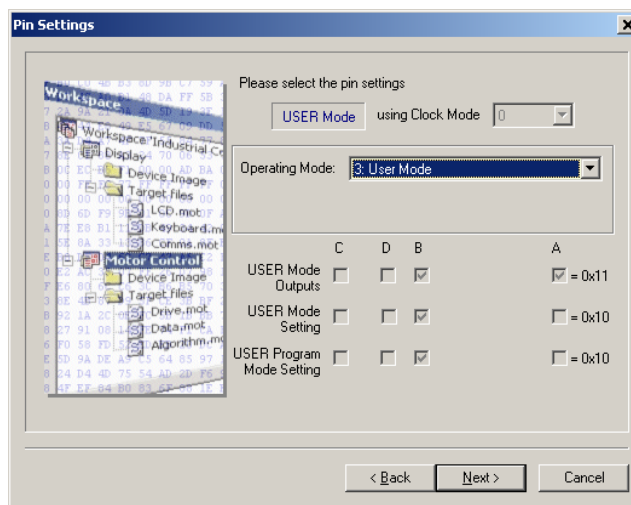 Pin Settings
Please select the pin settings
USER Mode using Clock Mode 0
Operating Mode: 3: User Mode
C D B A
USER Mode Outputs = 0x11
USER Mode Setting = 0x10
USER Program Mode Setting = 0x10
Workspace
Workspace 'Industrial Co
Display
Device Image
Target files
LCD.mot
Keyboard.m
Comms.mot
Motor Control
Device Image
Target files
Drive.mot
Data.mot
Algorithm.mo
< Back Next > Cancel